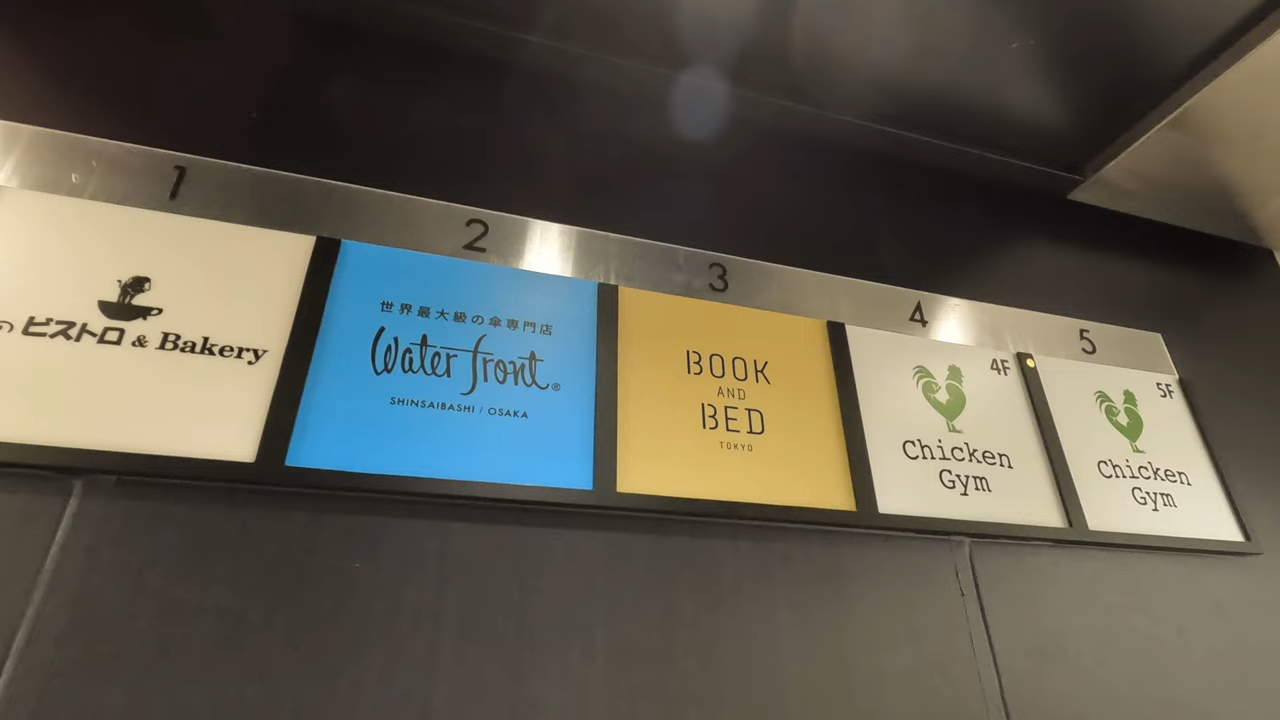 1
ビストロ & Bakery
2
世界最大級の傘専門店
Water front®
SHINSAIBASHI / OSAKA
3
BOOK
AND
BED
TOKYO
4
4F
Chicken
Gym
5
5F
Chicken
Gym